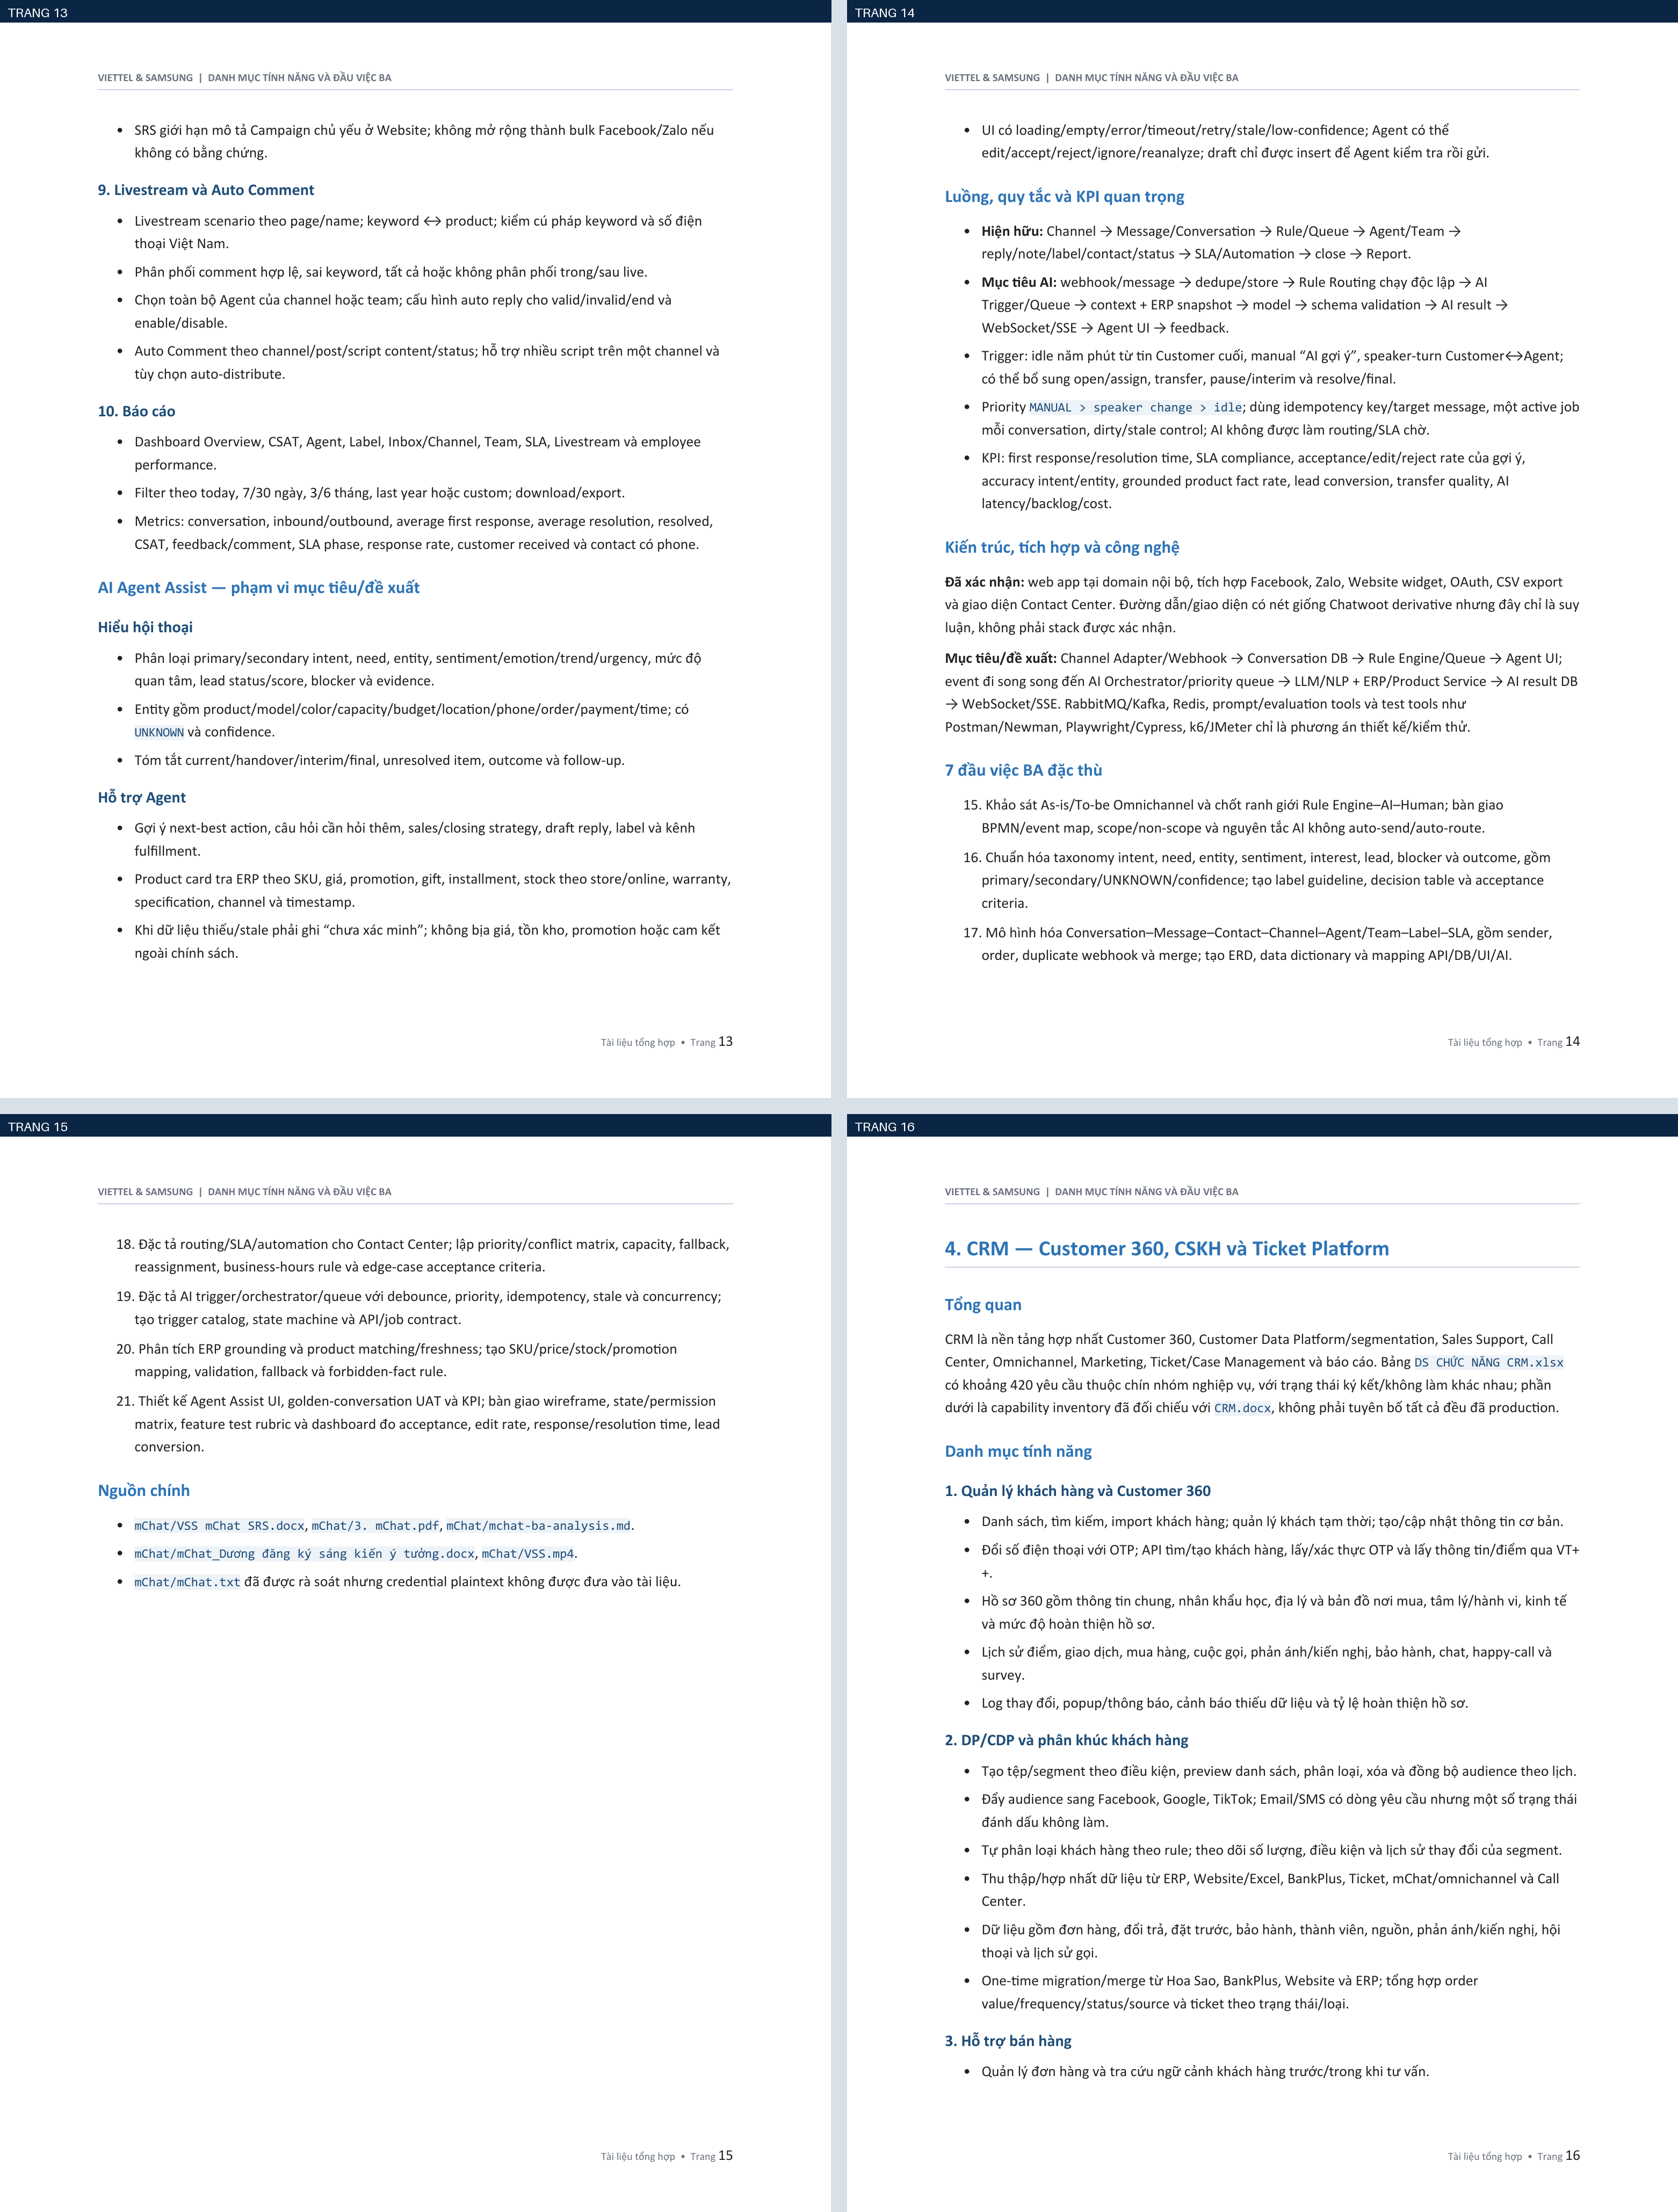 TRANG 13
VIETTEL & SAMSUNG | DANH MỤC TÍNH NĂNG VÀ ĐẦU VIỆC BA
• SRS giới hạn mô tả Campaign chủ yếu ở Website; không mở rộng thành bulk Facebook/Zalo nếu
không có bằng chứng.
9. Livestream và Auto Comment
• Livestream scenario theo page/name; keyword ↔ product; kiểm cú pháp keyword và số điện
thoại Việt Nam.
• Phân phối comment hợp lệ, sai keyword, tất cả hoặc không phân phối trong/sau live.
• Chọn toàn bộ Agent của channel hoặc team; cấu hình auto reply cho valid/invalid/end và
enable/disable.
• Auto Comment theo channel/post/script content/status; hỗ trợ nhiều script trên một channel và
tùy chọn auto-distribute.
10. Báo cáo
• Dashboard Overview, CSAT, Agent, Label, Inbox/Channel, Team, SLA, Livestream và employee
performance.
• Filter theo today, 7/30 ngày, 3/6 tháng, last year hoặc custom; download/export.
• Metrics: conversation, inbound/outbound, average first response, average resolution, resolved,
CSAT, feedback/comment, SLA phase, response rate, customer received và contact có phone.
AI Agent Assist — phạm vi mục tiêu/đề xuất
Hiểu hội thoại
• Phân loại primary/secondary intent, need, entity, sentiment/emotion/trend/urgency, mức độ
quan tâm, lead status/score, blocker và evidence.
• Entity gồm product/model/color/capacity/budget/location/phone/order/payment/time; có
UNKNOWN và confidence.
• Tóm tắt current/handover/interim/final, unresolved item, outcome và follow-up.
Hỗ trợ Agent
• Gợi ý next-best action, câu hỏi cần hỏi thêm, sales/closing strategy, draft reply, label và kênh
fulfillment.
• Product card tra ERP theo SKU, giá, promotion, gift, installment, stock theo store/online, warranty,
specification, channel và timestamp.
• Khi dữ liệu thiếu/stale phải ghi “chưa xác minh”; không bịa giá, tồn kho, promotion hoặc cam kết
ngoài chính sách.
Tài liệu tổng hợp • Trang 13
TRANG 14
VIETTEL & SAMSUNG | DANH MỤC TÍNH NĂNG VÀ ĐẦU VIỆC BA
• UI có loading/empty/error/timeout/retry/stale/low-confidence; Agent có thể
edit/accept/reject/ignore/reanalyze; draft chỉ được insert để Agent kiểm tra rồi gửi.
Luồng, quy tắc và KPI quan trọng
• Hiện hữu: Channel → Message/Conversation → Rule/Queue → Agent/Team →
reply/note/label/contact/status → SLA/Automation → close → Report.
• Mục tiêu AI: webhook/message → dedupe/store → Rule Routing chạy độc lập → AI
Trigger/Queue → context + ERP snapshot → model → schema validation → AI result →
WebSocket/SSE → Agent UI → feedback.
• Trigger: idle năm phút từ tin Customer cuối, manual “AI gợi ý”, speaker-turn Customer↔Agent;
có thể bổ sung open/assign, transfer, pause/interim và resolve/final.
• Priority MANUAL > speaker change > idle; dùng idempotency key/target message, một active job
mỗi conversation, dirty/stale control; AI không được làm routing/SLA chờ.
• KPI: first response/resolution time, SLA compliance, acceptance/edit/reject rate của gợi ý,
accuracy intent/entity, grounded product fact rate, lead conversion, transfer quality, AI
latency/backlog/cost.
Kiến trúc, tích hợp và công nghệ
Đã xác nhận: web app tại domain nội bộ, tích hợp Facebook, Zalo, Website widget, OAuth, CSV export
và giao diện Contact Center. Đường dẫn/giao diện có nét giống Chatwoot derivative nhưng đây chỉ là suy
luận, không phải stack được xác nhận.
Mục tiêu/đề xuất: Channel Adapter/Webhook → Conversation DB → Rule Engine/Queue → Agent UI;
event đi song song đến AI Orchestrator/priority queue → LLM/NLP + ERP/Product Service → AI result DB
→ WebSocket/SSE. RabbitMQ/Kafka, Redis, prompt/evaluation tools và test tools như
Postman/Newman, Playwright/Cypress, k6/JMeter chỉ là phương án thiết kế/kiểm thử.
7 đầu việc BA đặc thù
15. Khảo sát As-is/To-be Omnichannel và chốt ranh giới Rule Engine–AI–Human; bàn giao
BPMN/event map, scope/non-scope và nguyên tắc AI không auto-send/auto-route.
16. Chuẩn hóa taxonomy intent, need, entity, sentiment, interest, lead, blocker và outcome, gồm
primary/secondary/UNKNOWN/confidence; tạo label guideline, decision table và acceptance
criteria.
17. Mô hình hóa Conversation–Message–Contact–Channel–Agent/Team–Label–SLA, gồm sender,
order, duplicate webhook và merge; tạo ERD, data dictionary và mapping API/DB/UI/AI.
Tài liệu tổng hợp • Trang 14
TRANG 15
VIETTEL & SAMSUNG | DANH MỤC TÍNH NĂNG VÀ ĐẦU VIỆC BA
18. Đặc tả routing/SLA/automation cho Contact Center; lập priority/conflict matrix, capacity, fallback,
reassignment, business-hours rule và edge-case acceptance criteria.
19. Đặc tả AI trigger/orchestrator/queue với debounce, priority, idempotency, stale và concurrency;
tạo trigger catalog, state machine và API/job contract.
20. Phân tích ERP grounding và product matching/freshness; tạo SKU/price/stock/promotion
mapping, validation, fallback và forbidden-fact rule.
21. Thiết kế Agent Assist UI, golden-conversation UAT và KPI; bàn giao wireframe, state/permission
matrix, feature test rubric và dashboard đo acceptance, edit rate, response/resolution time, lead
conversion.
Nguồn chính
• mChat/VSS mChat SRS.docx, mChat/3. mChat.pdf, mChat/mchat-ba-analysis.md.
• mChat/mChat_Dương đăng ký sáng kiến ý tưởng.docx, mChat/VSS.mp4.
• mChat/mChat.txt đã được rà soát nhưng credential plaintext không được đưa vào tài liệu.
Tài liệu tổng hợp • Trang 15
TRANG 16
VIETTEL & SAMSUNG | DANH MỤC TÍNH NĂNG VÀ ĐẦU VIỆC BA
4. CRM — Customer 360, CSKH và Ticket Platform
Tổng quan
CRM là nền tảng hợp nhất Customer 360, Customer Data Platform/segmentation, Sales Support, Call
Center, Omnichannel, Marketing, Ticket/Case Management và báo cáo. Bảng DS CHỨC NĂNG CRM.xlsx
có khoảng 420 yêu cầu thuộc chín nhóm nghiệp vụ, với trạng thái ký kết/không làm khác nhau; phần
dưới là capability inventory đã đối chiếu với CRM.docx, không phải tuyên bố tất cả đều đã production.
Danh mục tính năng
1. Quản lý khách hàng và Customer 360
• Danh sách, tìm kiếm, import khách hàng; quản lý khách tạm thời; tạo/cập nhật thông tin cơ bản.
• Đổi số điện thoại với OTP; API tìm/tạo khách hàng, lấy/xác thực OTP và lấy thông tin/điểm qua VT+
+.
• Hồ sơ 360 gồm thông tin chung, nhân khẩu học, địa lý và bản đồ nơi mua, tâm lý/hành vi, kinh tế
và mức độ hoàn thiện hồ sơ.
• Lịch sử điểm, giao dịch, mua hàng, cuộc gọi, phản ánh/kiến nghị, bảo hành, chat, happy-call và
survey.
• Log thay đổi, popup/thông báo, cảnh báo thiếu dữ liệu và tỷ lệ hoàn thiện hồ sơ.
2. DP/CDP và phân khúc khách hàng
• Tạo tệp/segment theo điều kiện, preview danh sách, phân loại, xóa và đồng bộ audience theo lịch.
• Đẩy audience sang Facebook, Google, TikTok; Email/SMS có dòng yêu cầu nhưng một số trạng thái
đánh dấu không làm.
• Tự phân loại khách hàng theo rule; theo dõi số lượng, điều kiện và lịch sử thay đổi của segment.
• Thu thập/hợp nhất dữ liệu từ ERP, Website/Excel, BankPlus, Ticket, mChat/omnichannel và Call
Center.
• Dữ liệu gồm đơn hàng, đổi trả, đặt trước, bảo hành, thành viên, nguồn, phản ánh/kiến nghị, hội
thoại và lịch sử gọi.
• One-time migration/merge từ Hoa Sao, BankPlus, Website và ERP; tổng hợp order
value/frequency/status/source và ticket theo trạng thái/loại.
3. Hỗ trợ bán hàng
• Quản lý đơn hàng và tra cứu ngữ cảnh khách hàng trước/trong khi tư vấn.
Tài liệu tổng hợp • Trang 16